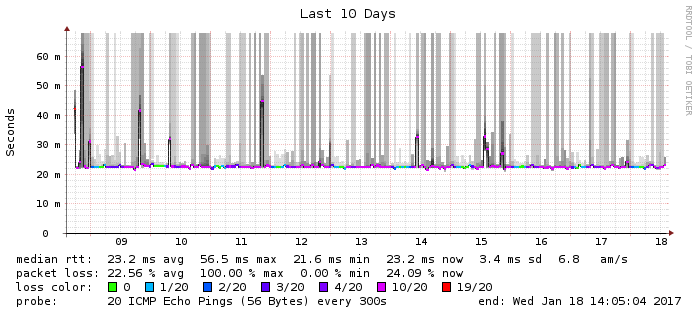 Last 10 Days
RRDTOOL / TOBI OETIKER
Seconds
60 m
50 m
40 m
30 m
20 m
10 m
0
09 10 11 12 13 14 15 16 17 18
median rtt: 23.2 ms avg 56.5 ms max 21.6 ms min 23.2 ms now 3.4 ms sd 6.8 am/s
packet loss: 22.56 % avg 100.00 % max 0.00 % min 24.09 % now
loss color: 0 1/20 2/20 3/20 4/20 10/20 19/20
probe: 20 ICMP Echo Pings (56 Bytes) every 300s end: Wed Jan 18 14:05:04 2017